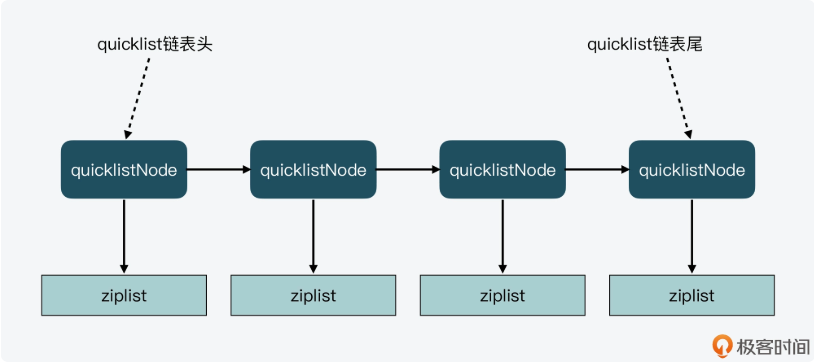 quicklist链表头
quicklist链表尾
quicklistNode
quicklistNode
quicklistNode
quicklistNode
ziplist
ziplist
ziplist
ziplist
极客时间